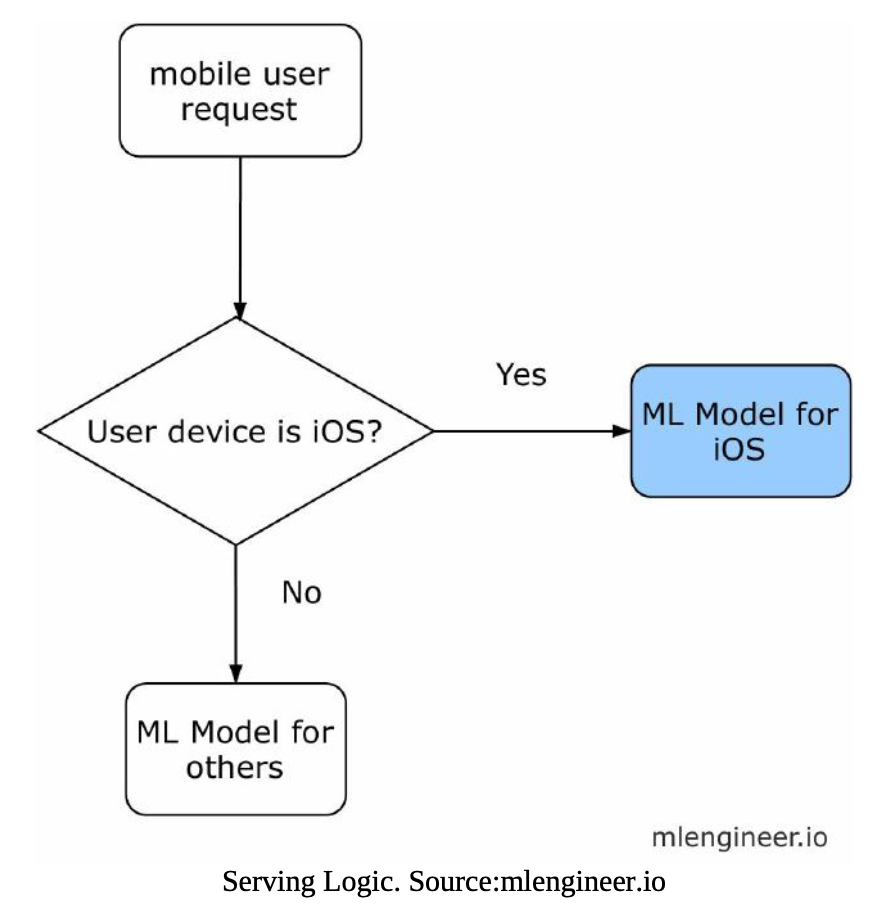 mobile user
request
User device is iOS?
Yes
ML Model for
iOS
No
ML Model for
others
mlengineer.io
Serving Logic. Source:mlengineer.io